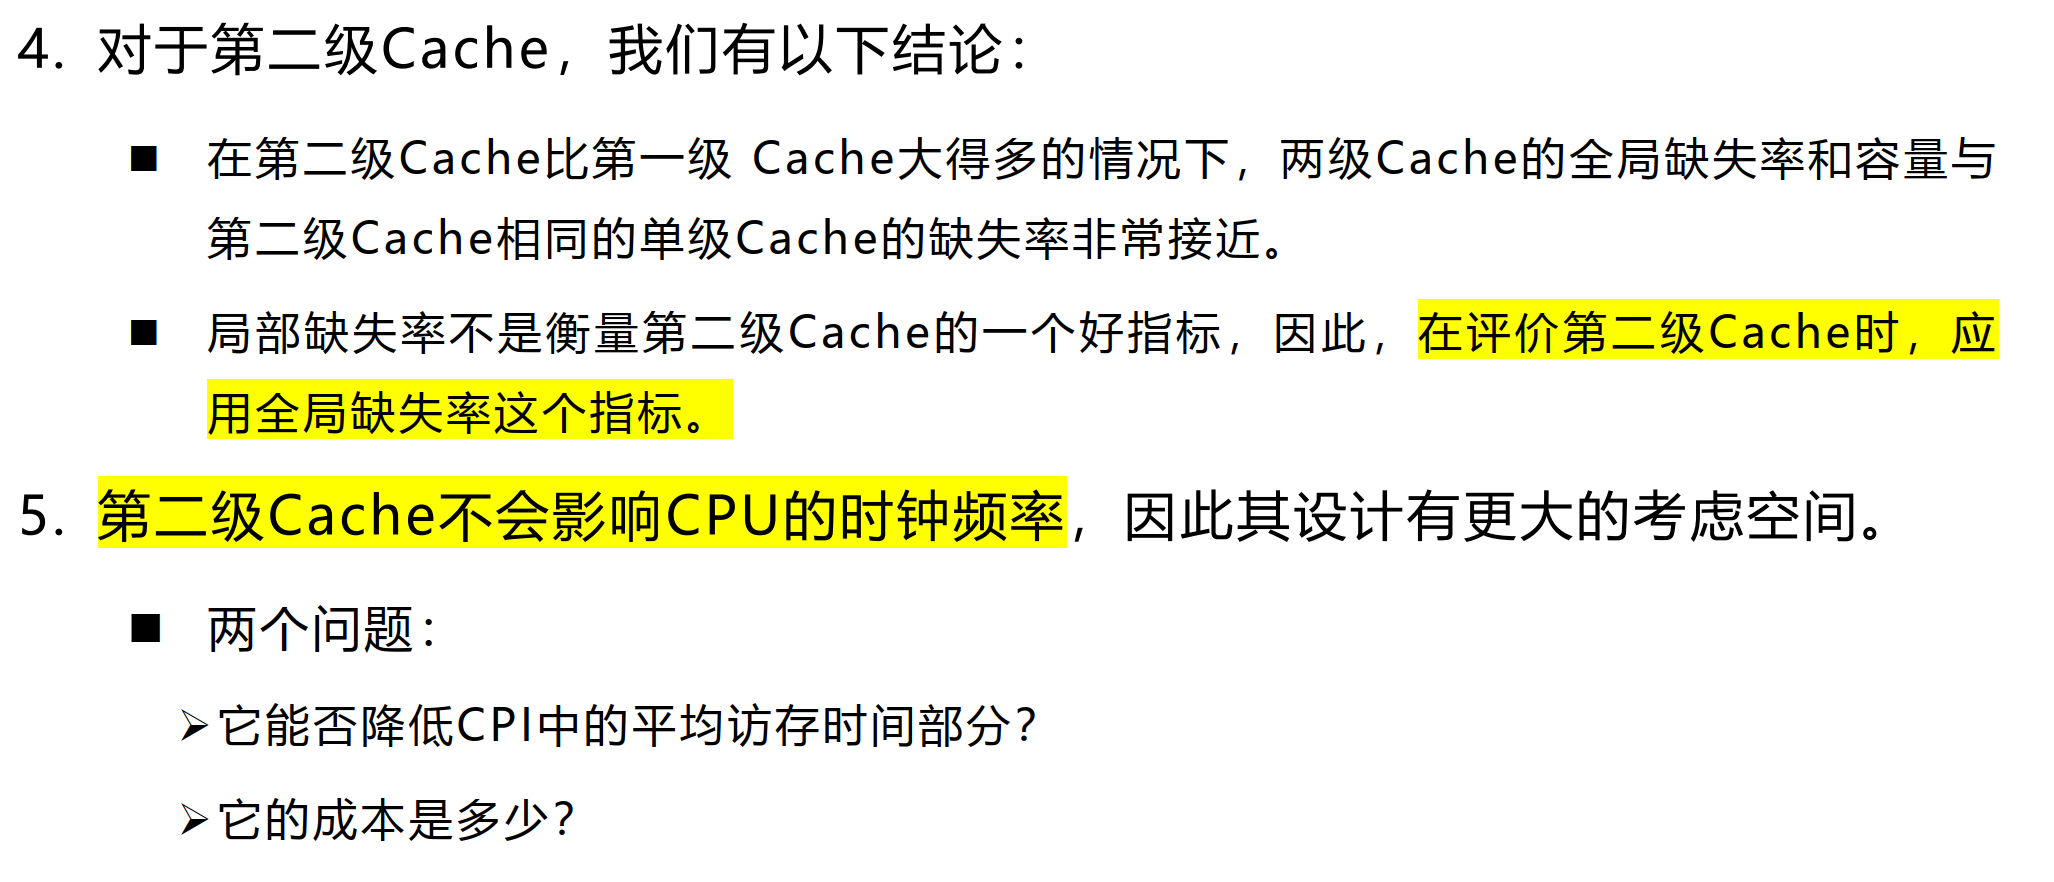 4. 对于第二级Cache，我们有以下结论：
■ 在第二级Cache比第一级 Cache大得多的情况下，两级Cache的全局缺失率和容量与
第二级Cache相同的单级Cache的缺失率非常接近。
■ 局部缺失率不是衡量第二级Cache的一个好指标，因此，在评价第二级Cache时，应
用全局缺失率这个指标。
5. 第二级Cache不会影响CPU的时钟频率，因此其设计有更大的考虑空间。
■ 两个问题：
➢它能否降低CPI中的平均访存时间部分？
➢它的成本是多少？